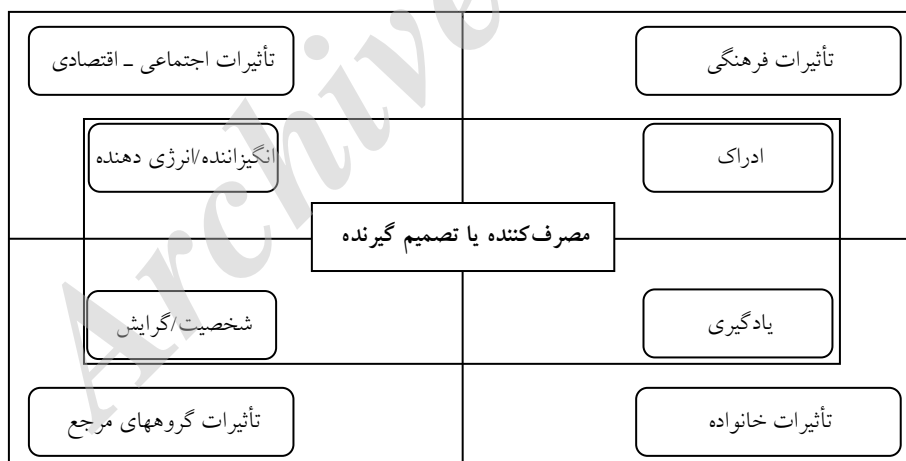 تأثیرات فرهنگی
تأثیرات اجتماعی ـ اقتصادی
ادراک
انگیزاننده/انرژی دهنده
مصرف‌کننده یا تصمیم گیرنده
یادگیری
شخصیت/گرایش
تأثیرات خانواده
تأثیرات گروههای مرجع
Archive